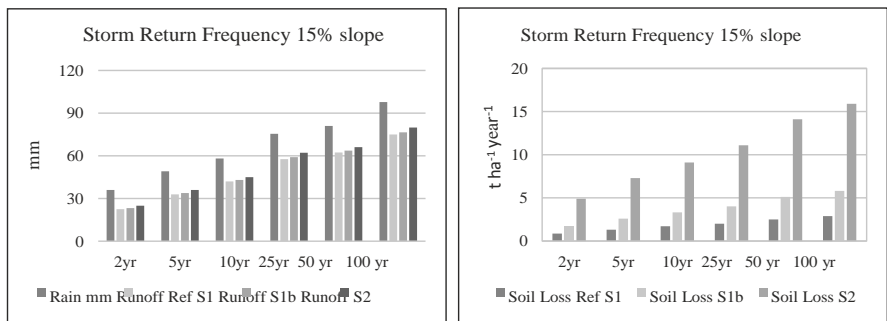 Storm Return Frequency 15% slope
120
90
60
30
0
mm
2yr 5yr 10yr 25yr 50 yr 100 yr
Rain mm Runoff Ref S1 Runoff S1b Runoff S2
Storm Return Frequency 15% slope
20
15
10
5
0
t ha⁻¹ year⁻¹
2yr 5yr 10yr 25yr 50 yr 100 yr
Soil Loss Ref S1 Soil Loss S1b Soil Loss S2